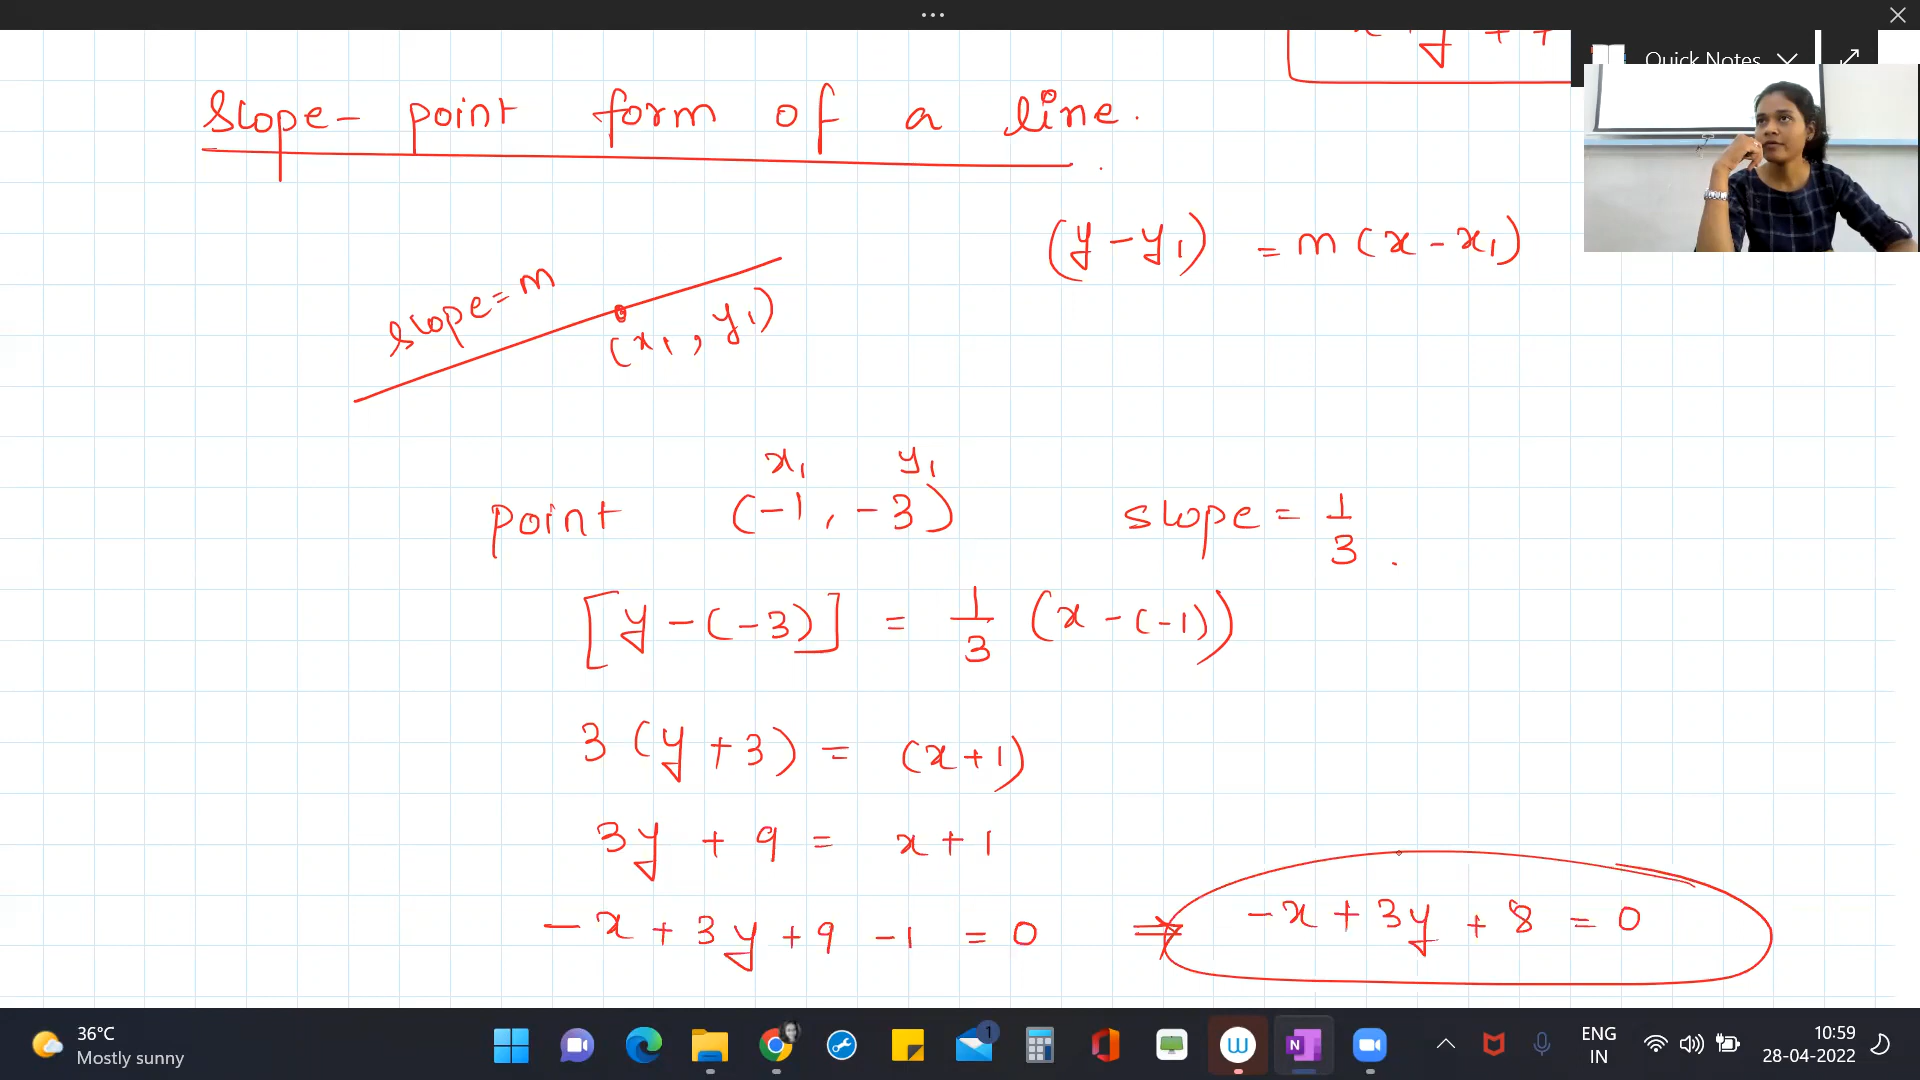 Quick Notes
Slope- point form of a line.
(y - y₁) = m (x - x₁)
slope = m
(x₁, y₁)
x₁ y₁
point (-1, -3) slope = 1/3.
[y - (-3)] = 1/3 (x - (-1))
3 (y + 3) = (x + 1)
3y + 9 = x + 1
-x + 3y + 9 - 1 = 0 ⇒ -x + 3y + 8 = 0
36°C
Mostly sunny
1
ENG
IN
10:59
28-04-2022